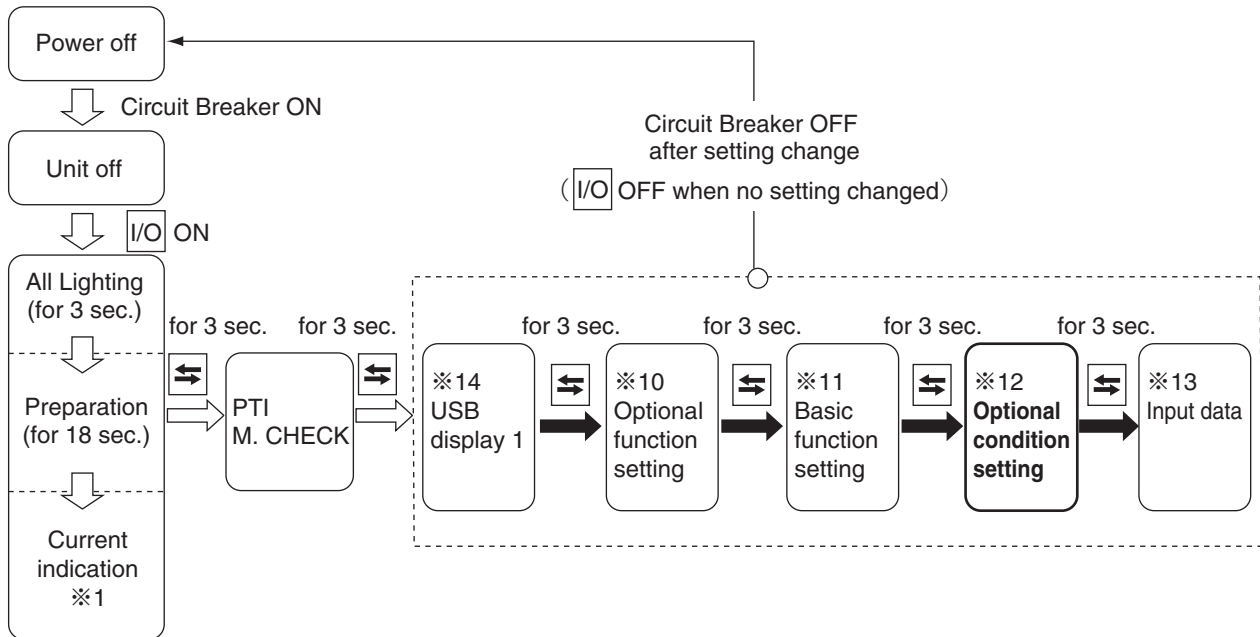 Power off
Circuit Breaker ON
Unit off
I/O ON
All Lighting
(for 3 sec.)
Preparation
(for 18 sec.)
Current
indication
※1
for 3 sec.
PTI
M. CHECK
for 3 sec.
Circuit Breaker OFF
after setting change
( I/O OFF when no setting changed)
※14
USB
display 1
for 3 sec.
※10
Optional
function
setting
for 3 sec.
※11
Basic
function
setting
for 3 sec.
※12
Optional
condition
setting
for 3 sec.
※13
Input data